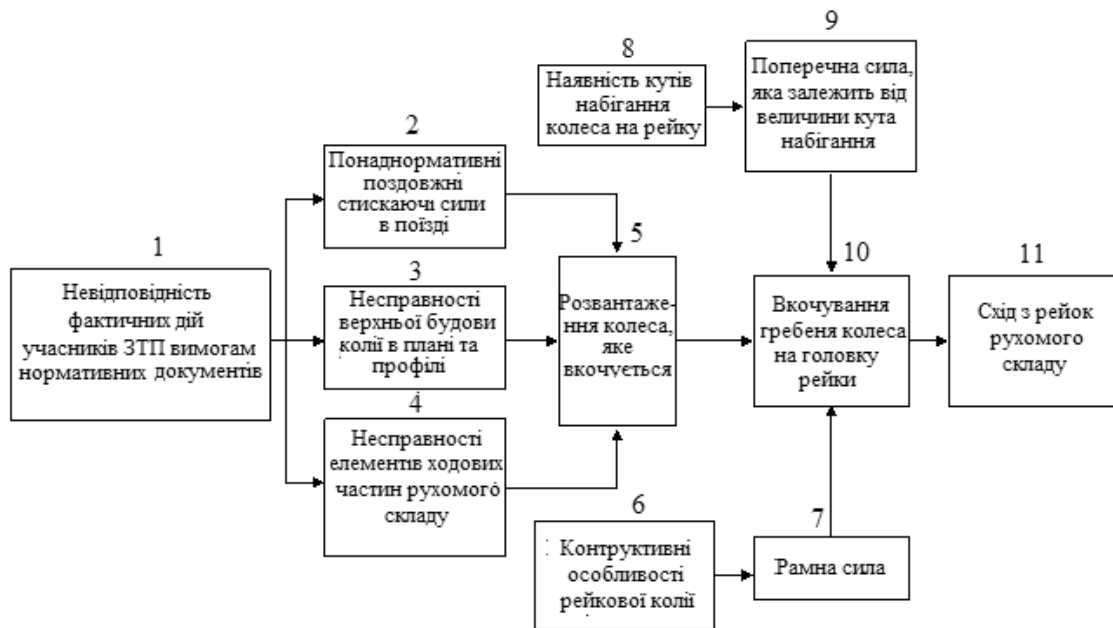 1
Невідповідність
фактичних дій
учасників ЗТП вимогам
нормативних документів
2
Понаднормативні
поздовжні
стискаючі сили
в поїзді
3
Несправності
верхньої будови
колії в плані та
профілі
4
Несправності
елементів ходових
частин рухомого
складу
5
Розвантаже-
ння колеса,
яке
вкочується
6
Контруктивні
особливості
рейкової колії
7
Рамна сила
8
Наявність кутів
набігання
колеса на рейку
9
Поперечна сила,
яка залежить від
величини кута
набігання
10
Вкочування
гребеня колеса
на головку
рейки
11
Схід з рейок
рухомого
складу